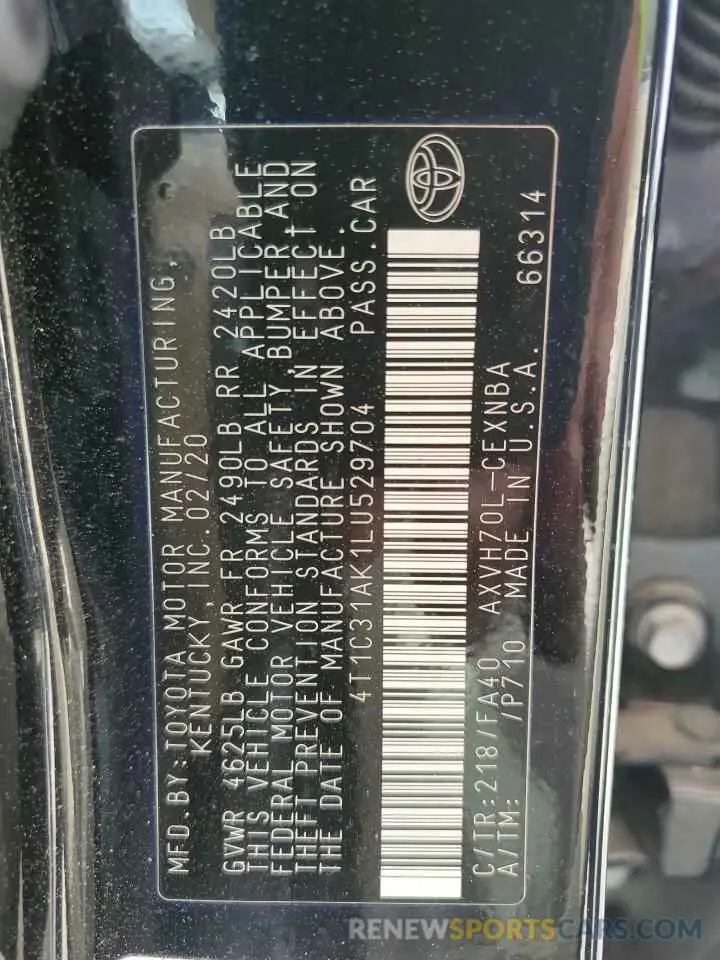 MFD.BY:TOYOTA MOTOR MANUFACTURING,
KENTUCKY, INC. 02/20
GVWR 4625LB GAWR FR 2490LB RR 2420LB
THIS VEHICLE CONFORMS TO ALL APPLICABLE
FEDERAL MOTOR VEHICLE SAFETY, BUMPER, AND
THEFT PREVENTION STANDARDS IN EFFECT ON
THE DATE OF MANUFACTURE SHOWN ABOVE.
4T1C31AK1LU529704 PASS.CAR
C/TR:218/FA40 AXVH70L-CEXNBA
A/TM: /P710 MADE IN U.S.A. 66314
RENEWSPORTSCARS.COM